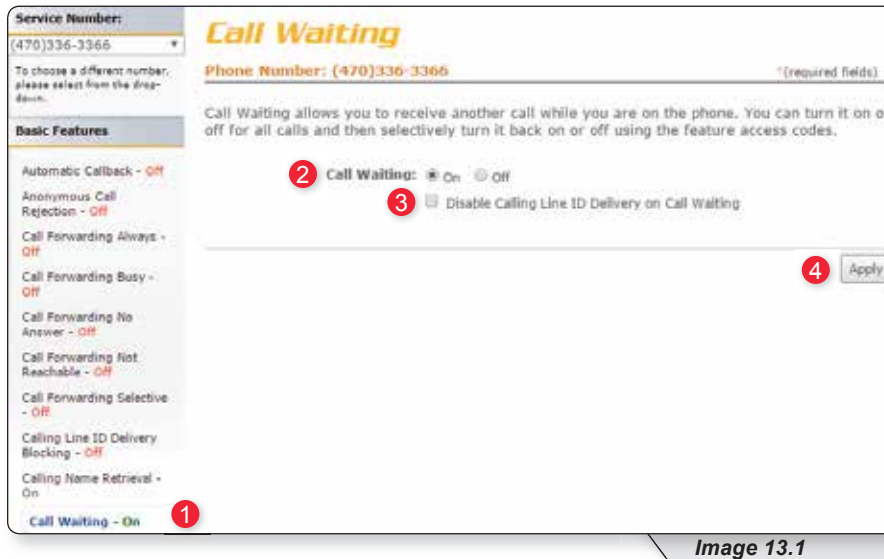 Service Number:
(470)336-3366
To choose a different number,
please select from the drop-
down.
Basic Features
Automatic Callback - Off
Anonymous Call
Rejection - Off
Call Forwarding Always -
Off
Call Forwarding Busy -
Off
Call Forwarding No
Answer - Off
Call Forwarding Not
Reachable - Off
Call Forwarding Selective
- Off
Calling Line ID Delivery
Blocking - Off
Calling Name Retrieval -
On
Call Waiting - On
1
Call Waiting
Phone Number: (470)336-3366 *(required fields)
Call Waiting allows you to receive another call while you are on the phone. You can turn it on o
off for all calls and then selectively turn it back on or off using the feature access codes.
2 Call Waiting: On Off
3 Disable Calling Line ID Delivery on Call Waiting
4 Apply
Image 13.1